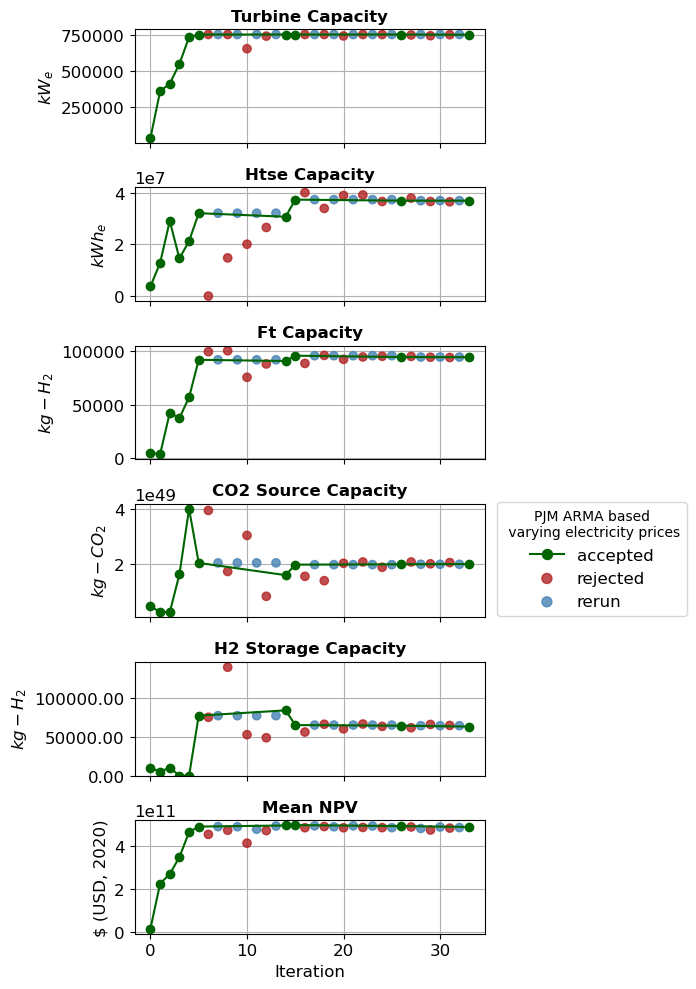 Turbine Capacity
750000
500000
250000
kWₑ
Htse Capacity
1e7
4
2
0
kWhₑ
Ft Capacity
100000
50000
0
kg − H₂
CO2 Source Capacity
1e49
4
2
kg − CO₂
PJM ARMA based
varying electricity prices
accepted
rejected
rerun
H2 Storage Capacity
100000.00
50000.00
0.00
kg − H₂
Mean NPV
1e11
4
2
0
$ (USD, 2020)
0
10
20
30
Iteration